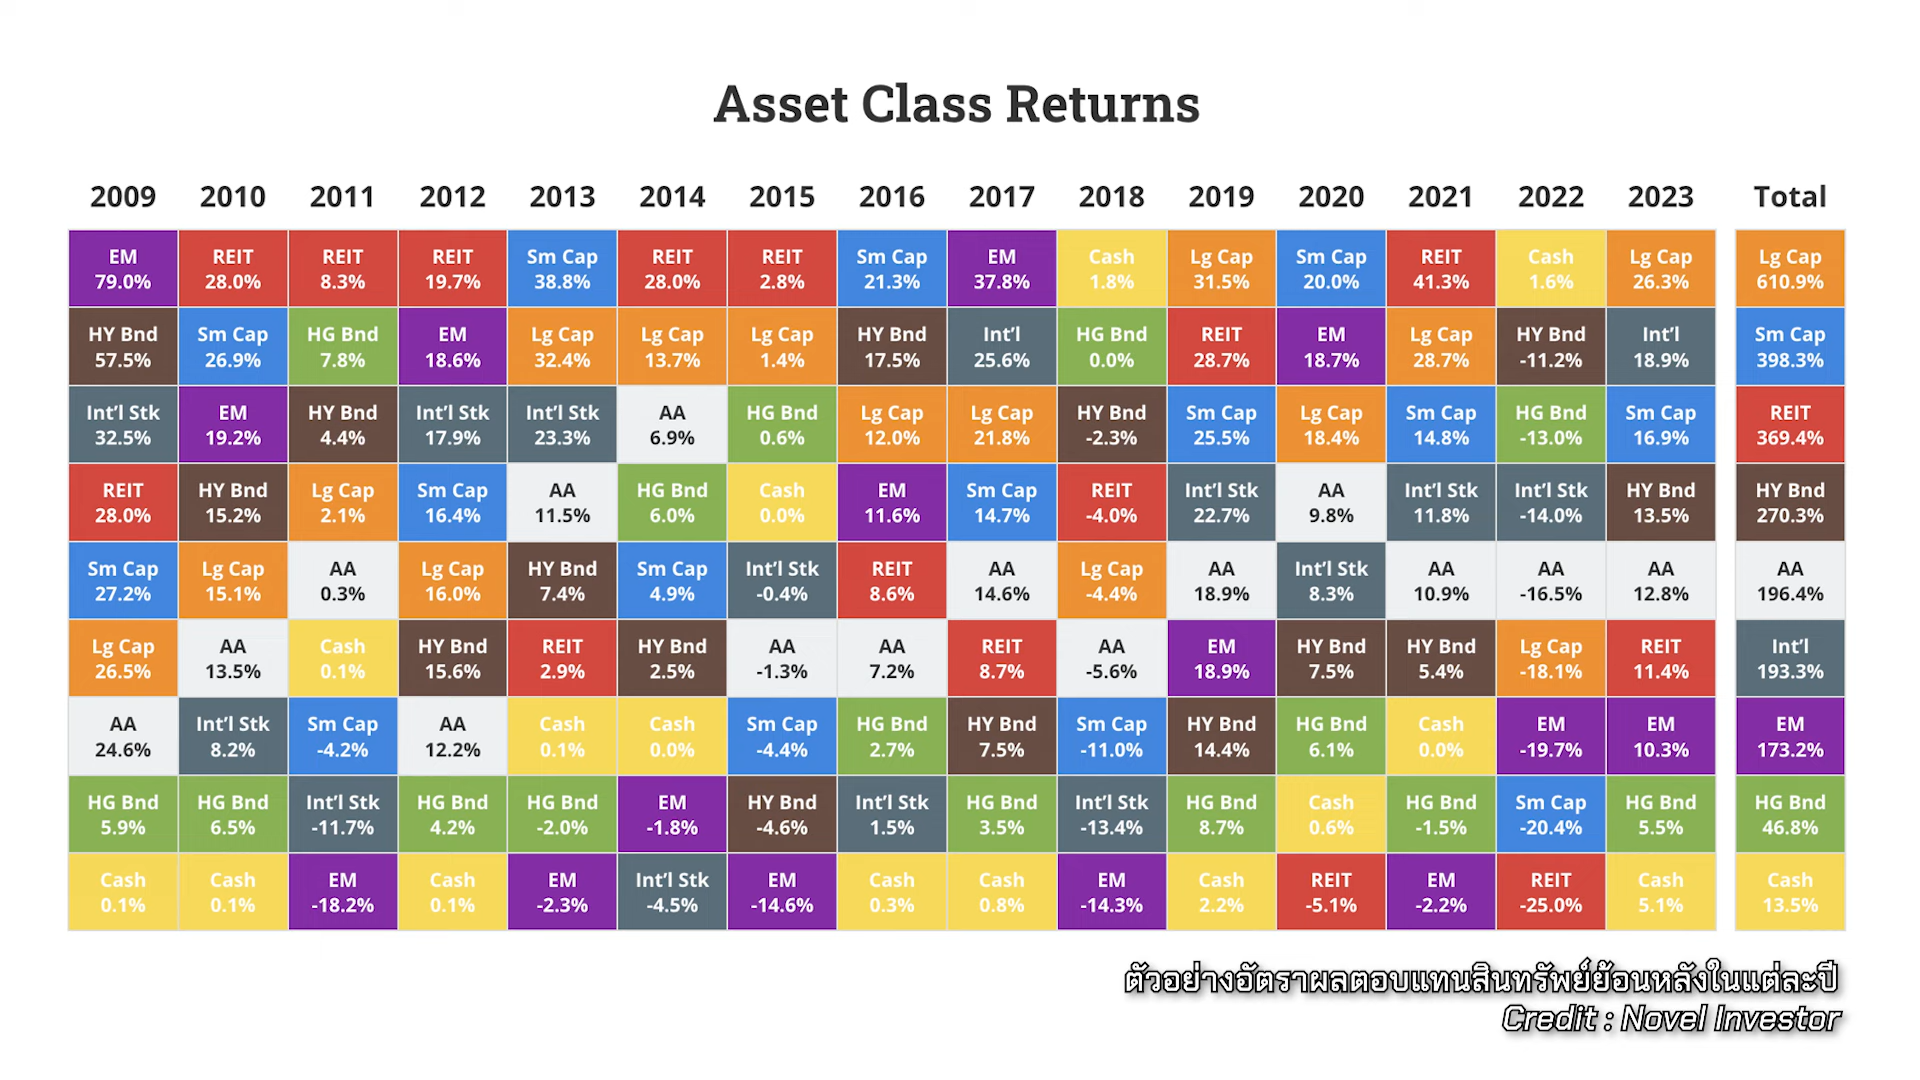 Asset Class Returns
2009 2010 2011 2012 2013 2014 2015 2016 2017 2018 2019 2020 2021 2022 2023 Total
EM REIT REIT REIT Sm Cap REIT REIT Sm Cap EM Cash Lg Cap Sm Cap REIT Cash Lg Cap Lg Cap
79.0% 28.0% 8.3% 19.7% 38.8% 28.0% 2.8% 21.3% 37.8% 1.8% 31.5% 20.0% 41.3% 1.6% 26.3% 610.9%
HY Bnd Sm Cap HG Bnd EM Lg Cap Lg Cap Lg Cap HY Bnd Int’l HG Bnd REIT EM Lg Cap HY Bnd Int’l Sm Cap
57.5% 26.9% 7.8% 18.6% 32.4% 13.7% 1.4% 17.5% 25.6% 0.0% 28.7% 18.7% 28.7% -11.2% 18.9% 398.3%
Int’l Stk EM HY Bnd Int’l Stk Int’l Stk AA HG Bnd Lg Cap Lg Cap HY Bnd Sm Cap Lg Cap Sm Cap HG Bnd Sm Cap REIT
32.5% 19.2% 4.4% 17.9% 23.3% 6.9% 0.6% 12.0% 21.8% -2.3% 25.5% 18.4% 14.8% -13.0% 16.9% 369.4%
REIT HY Bnd Lg Cap Sm Cap AA HG Bnd Cash EM Sm Cap REIT Int’l Stk AA Int’l Stk Int’l Stk HY Bnd HY Bnd
28.0% 15.2% 2.1% 16.4% 11.5% 6.0% 0.0% 11.6% 14.7% -4.0% 22.7% 9.8% 11.8% -14.0% 13.5% 270.3%
Sm Cap Lg Cap AA Lg Cap HY Bnd Sm Cap Int’l Stk REIT AA Lg Cap AA Int’l Stk AA AA AA AA
27.2% 15.1% 0.3% 16.0% 7.4% 4.9% -0.4% 8.6% 14.6% -4.4% 18.9% 8.3% 10.9% -16.5% 12.8% 196.4%
Lg Cap AA Cash HY Bnd REIT HY Bnd AA AA REIT AA EM HY Bnd HY Bnd Lg Cap REIT Int’l
26.5% 13.5% 0.1% 15.6% 2.9% 2.5% -1.3% 7.2% 8.7% -5.6% 18.9% 7.5% 5.4% -18.1% 11.4% 193.3%
AA Int’l Stk Sm Cap AA Cash Cash Sm Cap HG Bnd HY Bnd Sm Cap HY Bnd HG Bnd Cash EM EM EM
24.6% 8.2% -4.2% 12.2% 0.1% 0.0% -4.4% 2.7% 7.5% -11.0% 14.4% 6.1% 0.0% -19.7% 10.3% 173.2%
HG Bnd HG Bnd Int’l Stk HG Bnd HG Bnd EM HY Bnd Int’l Stk HG Bnd Int’l Stk HG Bnd Cash HG Bnd Sm Cap HG Bnd HG Bnd
5.9% 6.5% -11.7% 4.2% -2.0% -1.8% -4.6% 1.5% 3.5% -13.4% 8.7% 0.6% -1.5% -20.4% 5.5% 46.8%
Cash Cash EM Cash EM Int’l Stk EM Cash Cash EM Cash REIT EM REIT Cash Cash
0.1% 0.1% -18.2% 0.1% -2.3% -4.5% -14.6% 0.3% 0.8% -14.3% 2.2% -5.1% -2.2% -25.0% 5.1% 13.5%
ตัวอย่างอัตราผลตอบแทนสินทรัพย์ย้อนหลังในแต่ละปี
Credit : Novel Investor